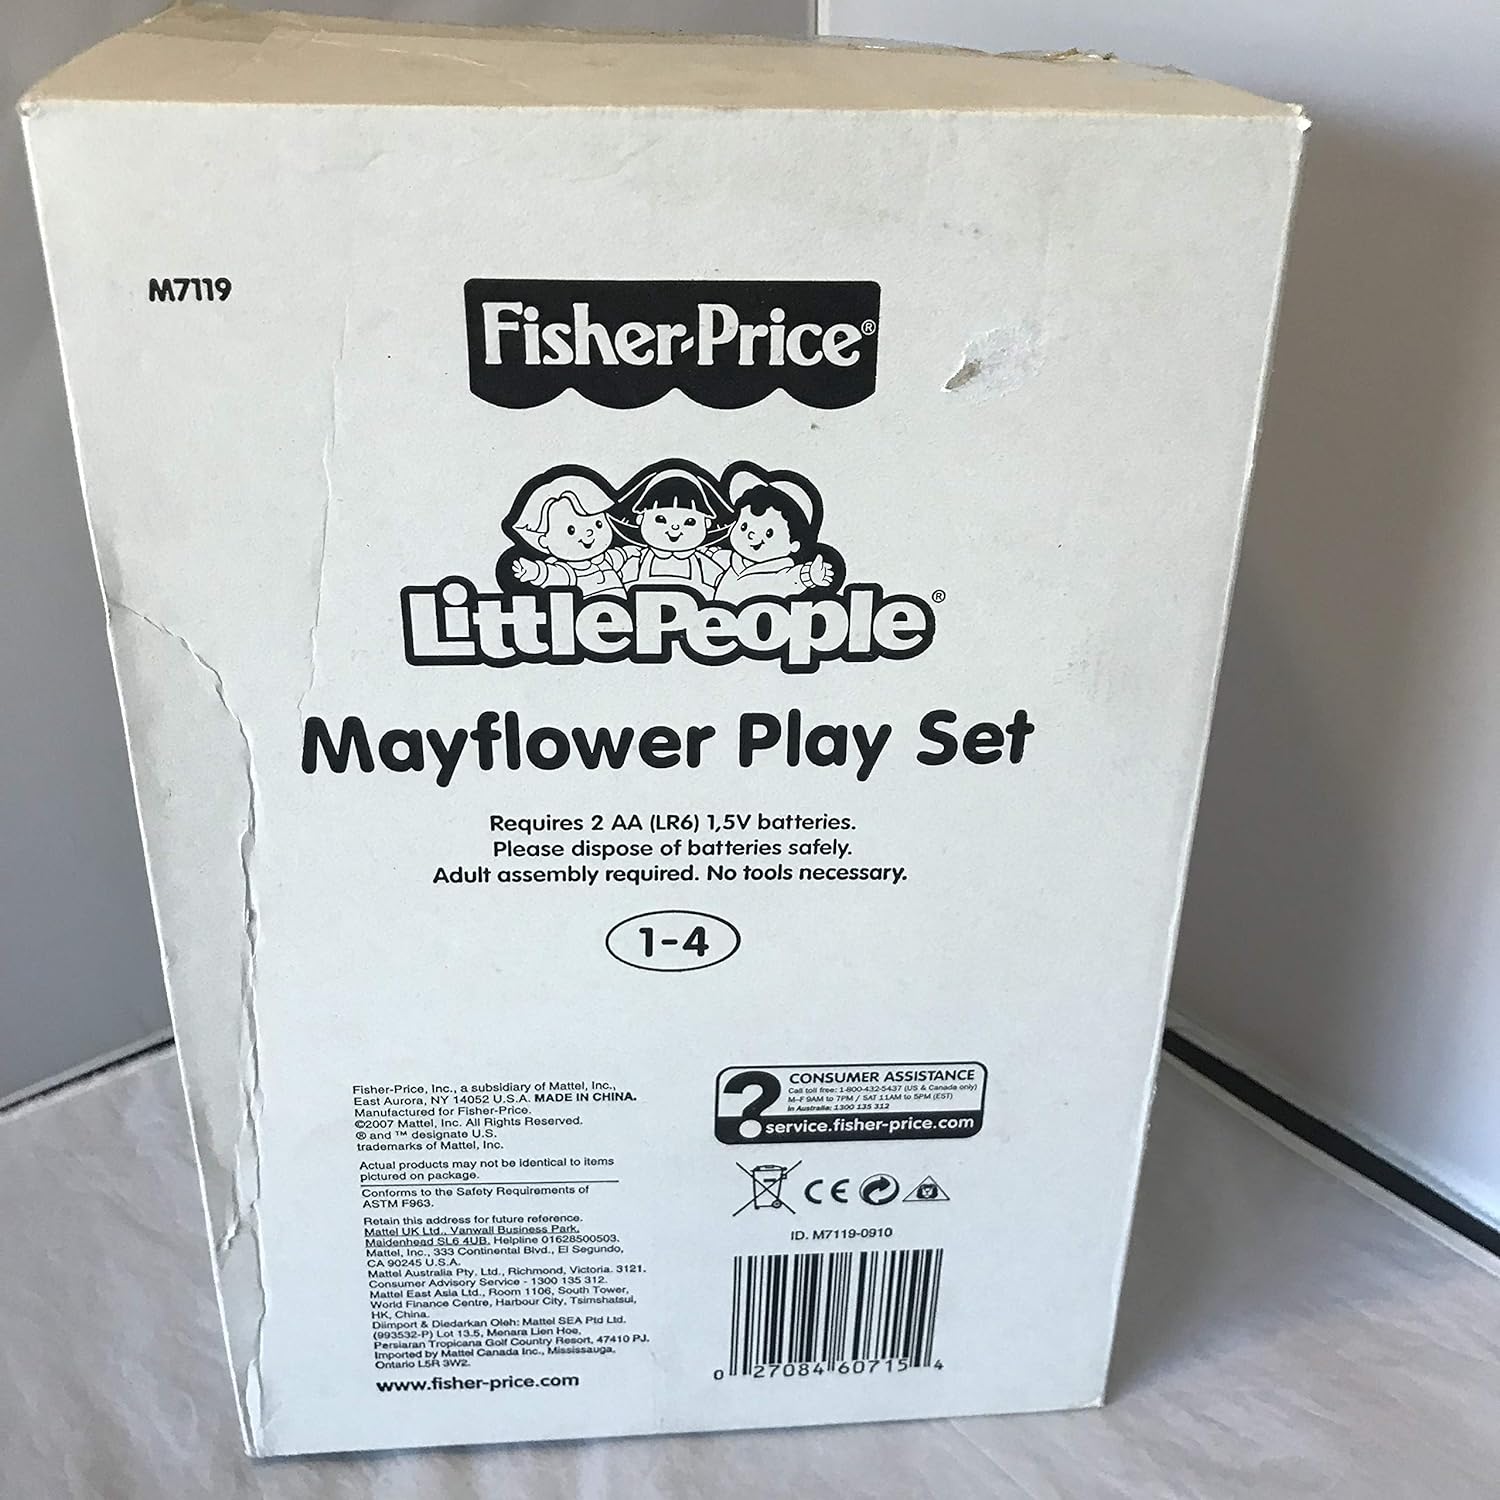 M7119
Fisher-Price®
LittlePeople®
Mayflower Play Set
Requires 2 AA (LR6) 1,5V batteries.
Please dispose of batteries safely.
Adult assembly required. No tools necessary.
1-4
Fisher-Price, Inc., a subsidiary of Mattel, Inc.,
East Aurora, NY 14052 U.S.A. MADE IN CHINA.
Manufactured for Fisher-Price.
©2007 Mattel, Inc. All Rights Reserved.
® and ™ designate U.S.
trademarks of Mattel, Inc.
Actual products may not be identical to items
pictured on package.
Conforms to the Safety Requirements of
ASTM F963.
Retain this address for future reference.
Mattel UK Ltd., Vanwall Business Park,
Maidenhead SL6 4UB. Helpline 01628500503.
Mattel, Inc., 333 Continental Blvd., El Segundo,
CA 90245 U.S.A.
Mattel Australia Pty. Ltd., Richmond, Victoria. 3121.
Consumer Advisory Service - 1300 135 312.
Mattel East Asia Ltd., Room 1106, South Tower,
World Finance Centre, Harbour City, Tsimshatsui,
HK, China.
Diimport & Diedarkan Oleh: Mattel SEA Ptd Ltd.
(993532-P) Lot 13.5, Menara Lien Hoe,
Persiaran Tropicana Golf Country Resort, 47410 PJ.
Imported by Mattel Canada Inc., Mississauga,
Ontario L5R 3W2.
www.fisher-price.com
? CONSUMER ASSISTANCE
Call toll free: 1-800-432-5437 (US & Canada only)
M-F 9AM to 7PM / SAT 11AM to 5PM (EST)
In Australia: 1300 135 312
service.fisher-price.com
CE
ID. M7119-0910
0 27084 60715 4